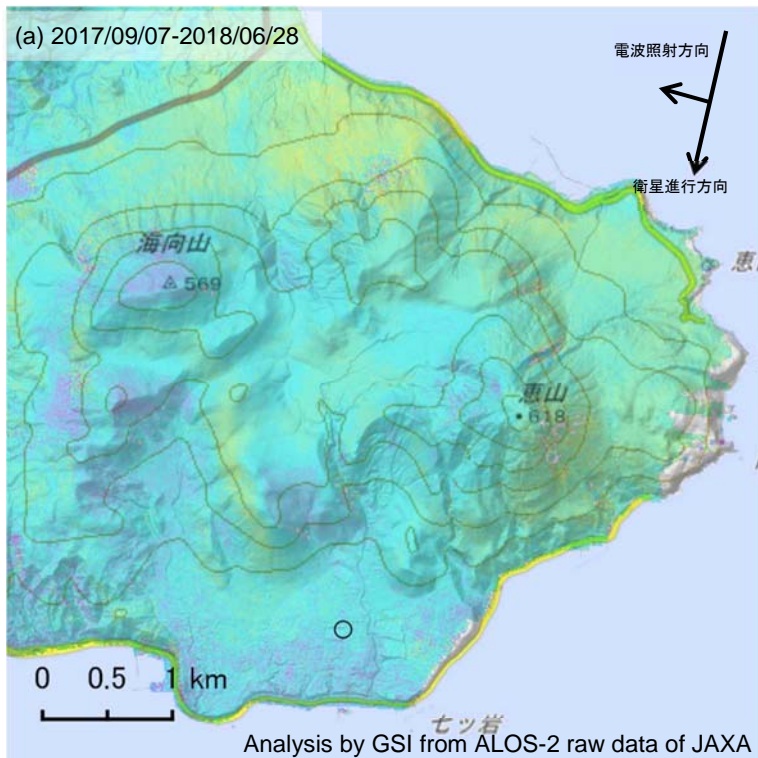 (a) 2017/09/07-2018/06/28
電波照射方向
衛星進行方向
海向山
569
恵山
618
0 0.5 1 km
七ッ岩
Analysis by GSI from ALOS-2 raw data of JAXA